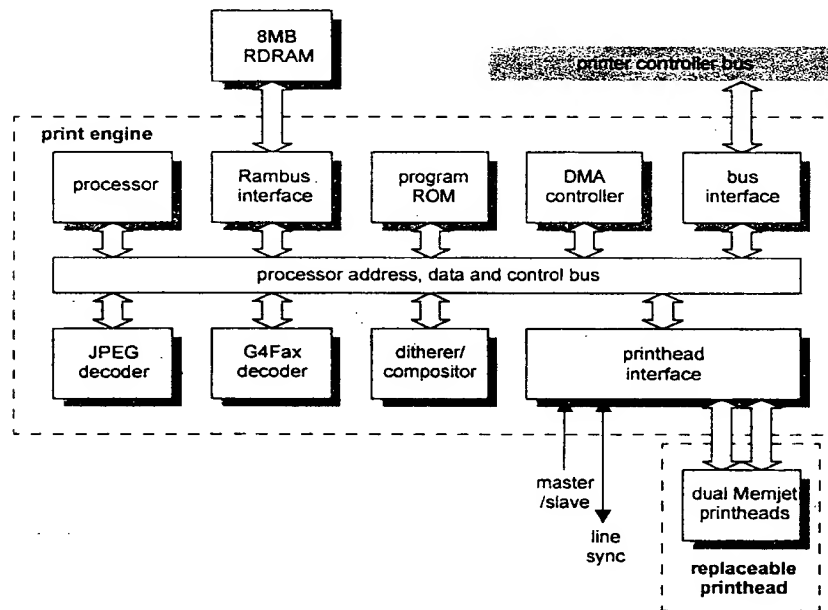 8MB
RDRAM
printer controller bus
print engine
processor
Rambus
interface
program
ROM
DMA
controller
bus
interface
processor address, data and control bus
JPEG
decoder
G4Fax
decoder
ditherer/
compositor
printhead
interface
master
/slave
line
sync
dual Memjet
printheads
replaceable
printhead